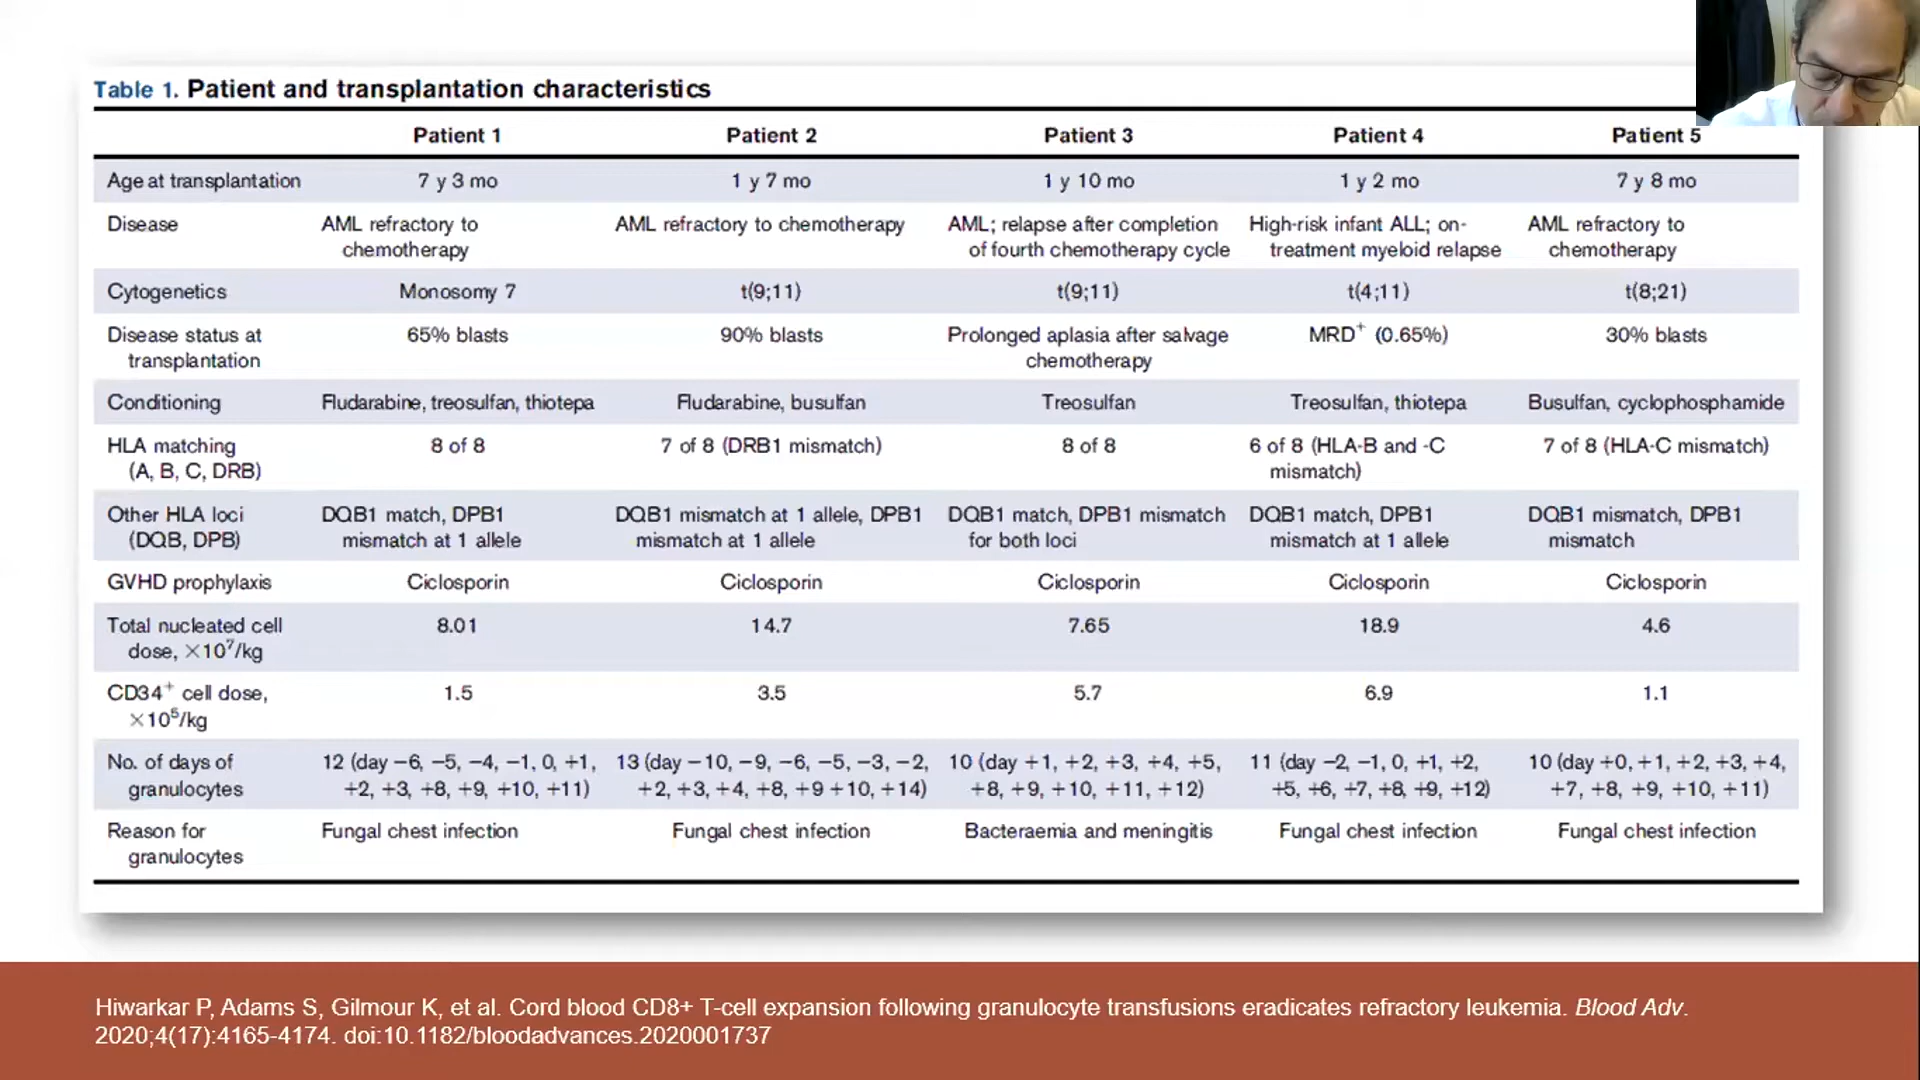 Table 1. Patient and transplantation characteristics
Patient 1 Patient 2 Patient 3 Patient 4 Patient 5
Age at transplantation 7 y 3 mo 1 y 7 mo 1 y 10 mo 1 y 2 mo 7 y 8 mo
Disease AML refractory to AML refractory to chemotherapy AML; relapse after completion High-risk infant ALL; on- AML refractory to
chemotherapy of fourth chemotherapy cycle treatment myeloid relapse chemotherapy
Cytogenetics Monosomy 7 t(9;11) t(9;11) t(4;11) t(8;21)
Disease status at 65% blasts 90% blasts Prolonged aplasia after salvage MRD⁺ (0.65%) 30% blasts
transplantation chemotherapy
Conditioning Fludarabine, treosulfan, thiotepa Fludarabine, busulfan Treosulfan Treosulfan, thiotepa Busulfan, cyclophosphamide
HLA matching 8 of 8 7 of 8 (DRB1 mismatch) 8 of 8 6 of 8 (HLA-B and -C 7 of 8 (HLA-C mismatch)
(A, B, C, DRB) mismatch)
Other HLA loci DQB1 match, DPB1 DQB1 mismatch at 1 allele, DPB1 DQB1 match, DPB1 mismatch DQB1 match, DPB1 DQB1 mismatch, DPB1
(DQB, DPB) mismatch at 1 allele mismatch at 1 allele for both loci mismatch at 1 allele mismatch
GVHD prophylaxis Ciclosporin Ciclosporin Ciclosporin Ciclosporin Ciclosporin
Total nucleated cell 8.01 14.7 7.65 18.9 4.6
dose, ×10⁷/kg
CD34⁺ cell dose, 1.5 3.5 5.7 6.9 1.1
×10⁵/kg
No. of days of 12 (day −6, −5, −4, −1, 0, +1, 13 (day −10, −9, −6, −5, −3, −2, 10 (day +1, +2, +3, +4, +5, 11 (day −2, −1, 0, +1, +2, 10 (day +0, +1, +2, +3, +4,
granulocytes +2, +3, +8, +9, +10, +11) +2, +3, +4, +8, +9 +10, +14) +8, +9, +10, +11, +12) +5, +6, +7, +8, +9, +12) +7, +8, +9, +10, +11)
Reason for Fungal chest infection Fungal chest infection Bacteraemia and meningitis Fungal chest infection Fungal chest infection
granulocytes
Hiwarkar P, Adams S, Gilmour K, et al. Cord blood CD8+ T-cell expansion following granulocyte transfusions eradicates refractory leukemia. Blood Adv.
2020;4(17):4165-4174. doi:10.1182/bloodadvances.2020001737